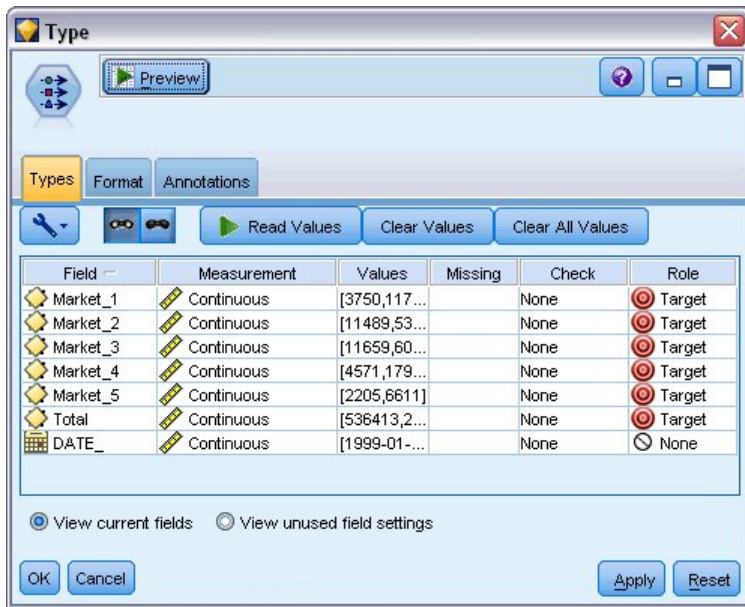 Type
Preview
Types Format Annotations
Read Values Clear Values Clear All Values
Field Measurement Values Missing Check Role
Market_1 Continuous [3750,117... None Target
Market_2 Continuous [11489,53... None Target
Market_3 Continuous [11659,60... None Target
Market_4 Continuous [4571,179... None Target
Market_5 Continuous [2205,6611] None Target
Total Continuous [536413,2... None Target
DATE_ Continuous [1999-01-... None None
View current fields View unused field settings
OK Cancel Apply Reset